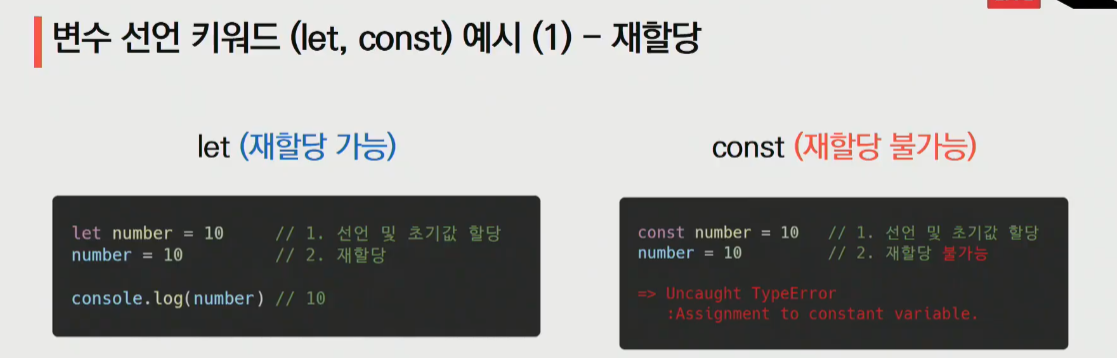 변수 선언 키워드 (let, const) 예시 (1) - 재할당
let (재할당 가능)
let number = 10 // 1. 선언 및 초기값 할당
number = 10 // 2. 재할당
console.log(number) // 10
const (재할당 불가능)
const number = 10 // 1. 선언 및 초기값 할당
number = 10 // 2. 재할당 불가능
=> Uncaught TypeError
:Assignment to constant variable.